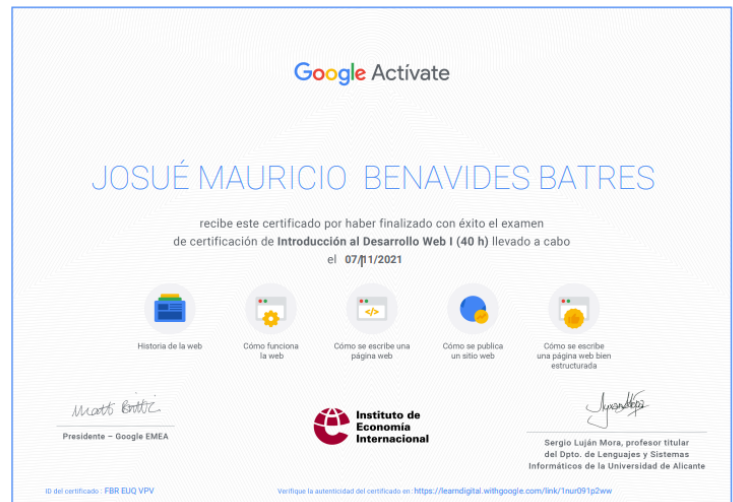 Google Actívate
JOSUÉ MAURICIO BENAVIDES BATRES
recibe este certificado por haber finalizado con éxito el examen
de certificación de Introducción al Desarrollo Web I (40 h) llevado a cabo
el 07/11/2021
Historia de la web
Cómo funciona
la web
</>
Cómo se escribe una
página web
Cómo se publica
un sitio web
Cómo se escribe
una página web bien
estructurada
Matt Brittin
Presidente – Google EMEA
Instituto de
Economía
Internacional
Sergio Luján Mora, profesor titular
del Dpto. de Lenguajes y Sistemas
Informáticos de la Universidad de Alicante
ID del certificado : FBR EUQ VPV
Verifique la autenticidad del certificado en: https://learndigital.withgoogle.com/link/1nur091p2ww